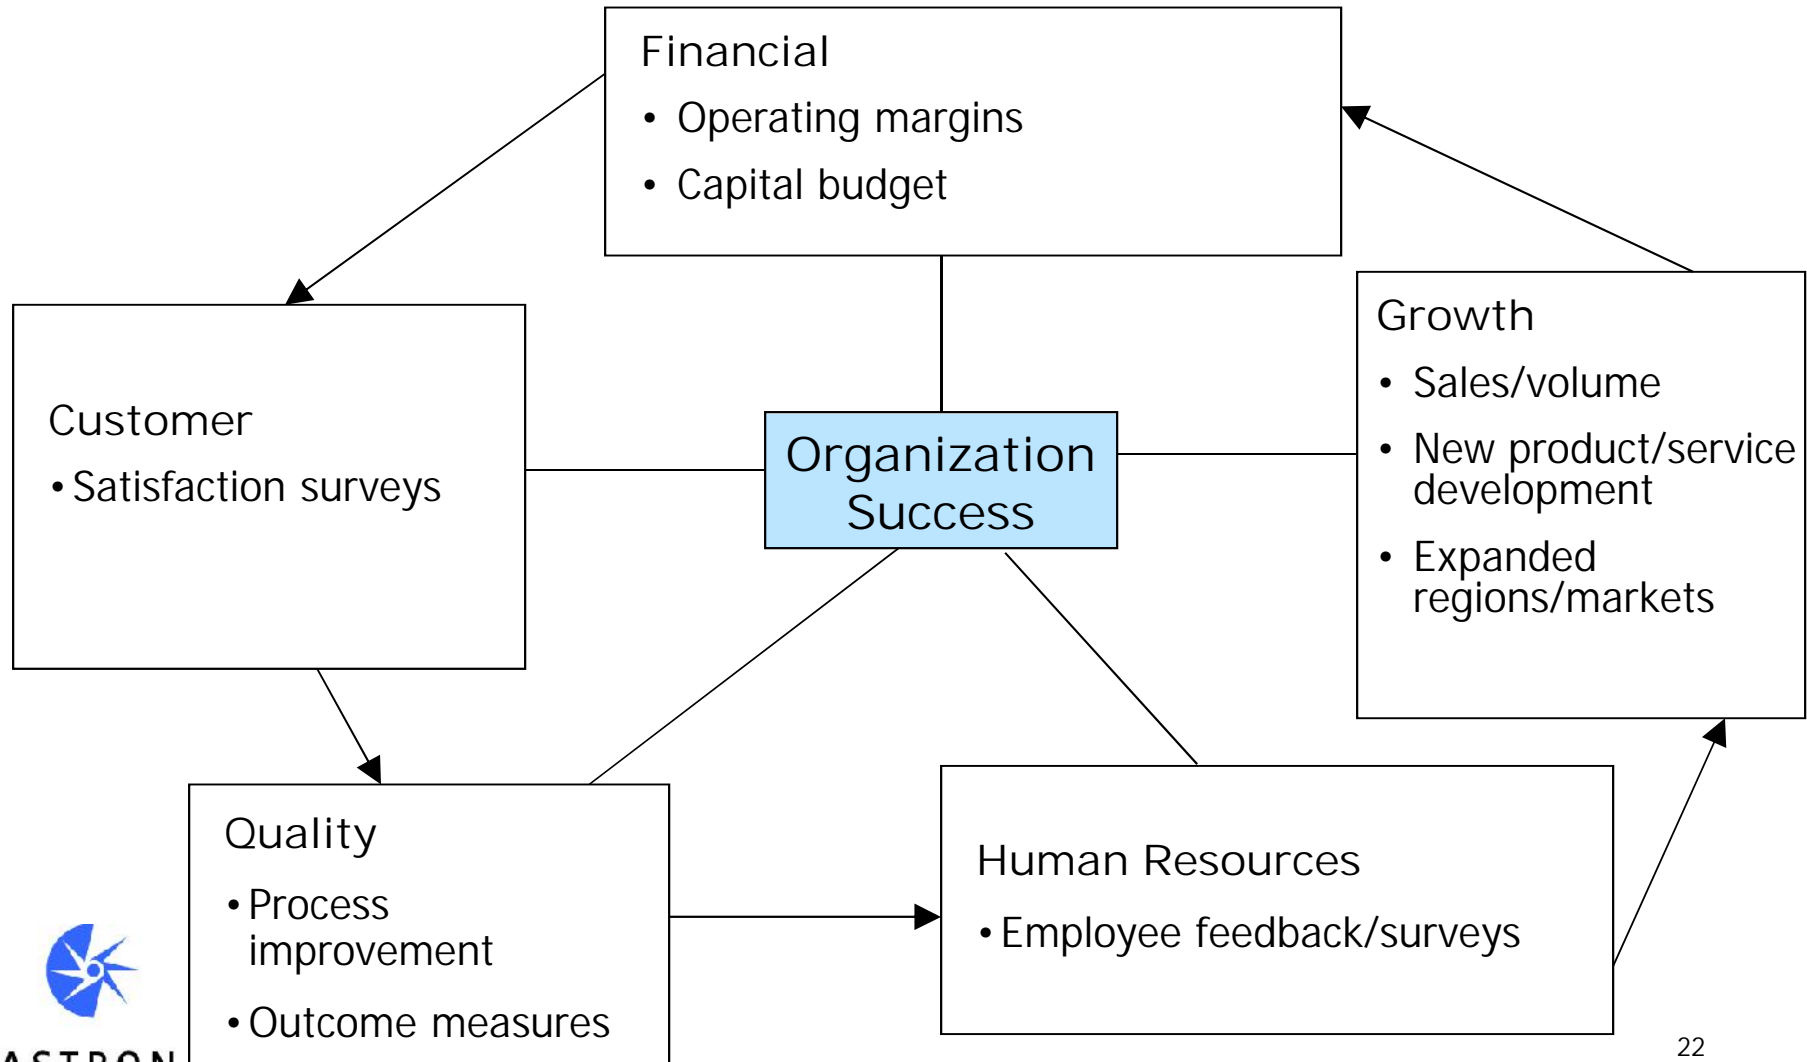 Financial
• Operating margins
• Capital budget
Growth
• Sales/volume
• New product/service
development
• Expanded
regions/markets
Customer
• Satisfaction surveys
Organization
Success
Quality
• Process
improvement
• Outcome measures
Human Resources
• Employee feedback/surveys
ASTRON
22